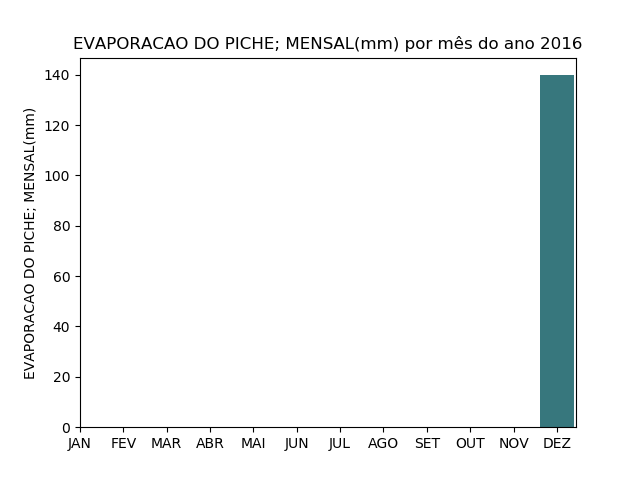 EVAPORACAO DO PICHE; MENSAL(mm) por mês do ano 2016
EVAPORACAO DO PICHE; MENSAL(mm)
140
120
100
80
60
40
20
0
JAN FEV MAR ABR MAI JUN JUL AGO SET OUT NOV DEZ